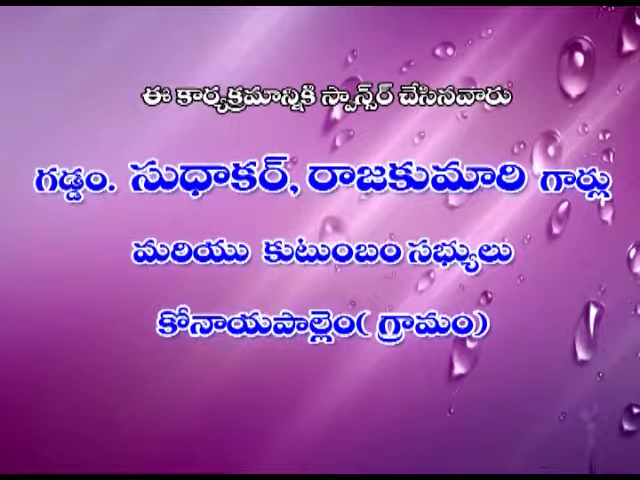 ఈ కార్యక్రమాన్నికి స్పాన్సర్ చేసినవారు
గడ్డం. సుధాకర్, రాజకుమారి గార్లు
మరియు కుటుంబం సభ్యులు
కోనాయపాల్లెం( గ్రామం)